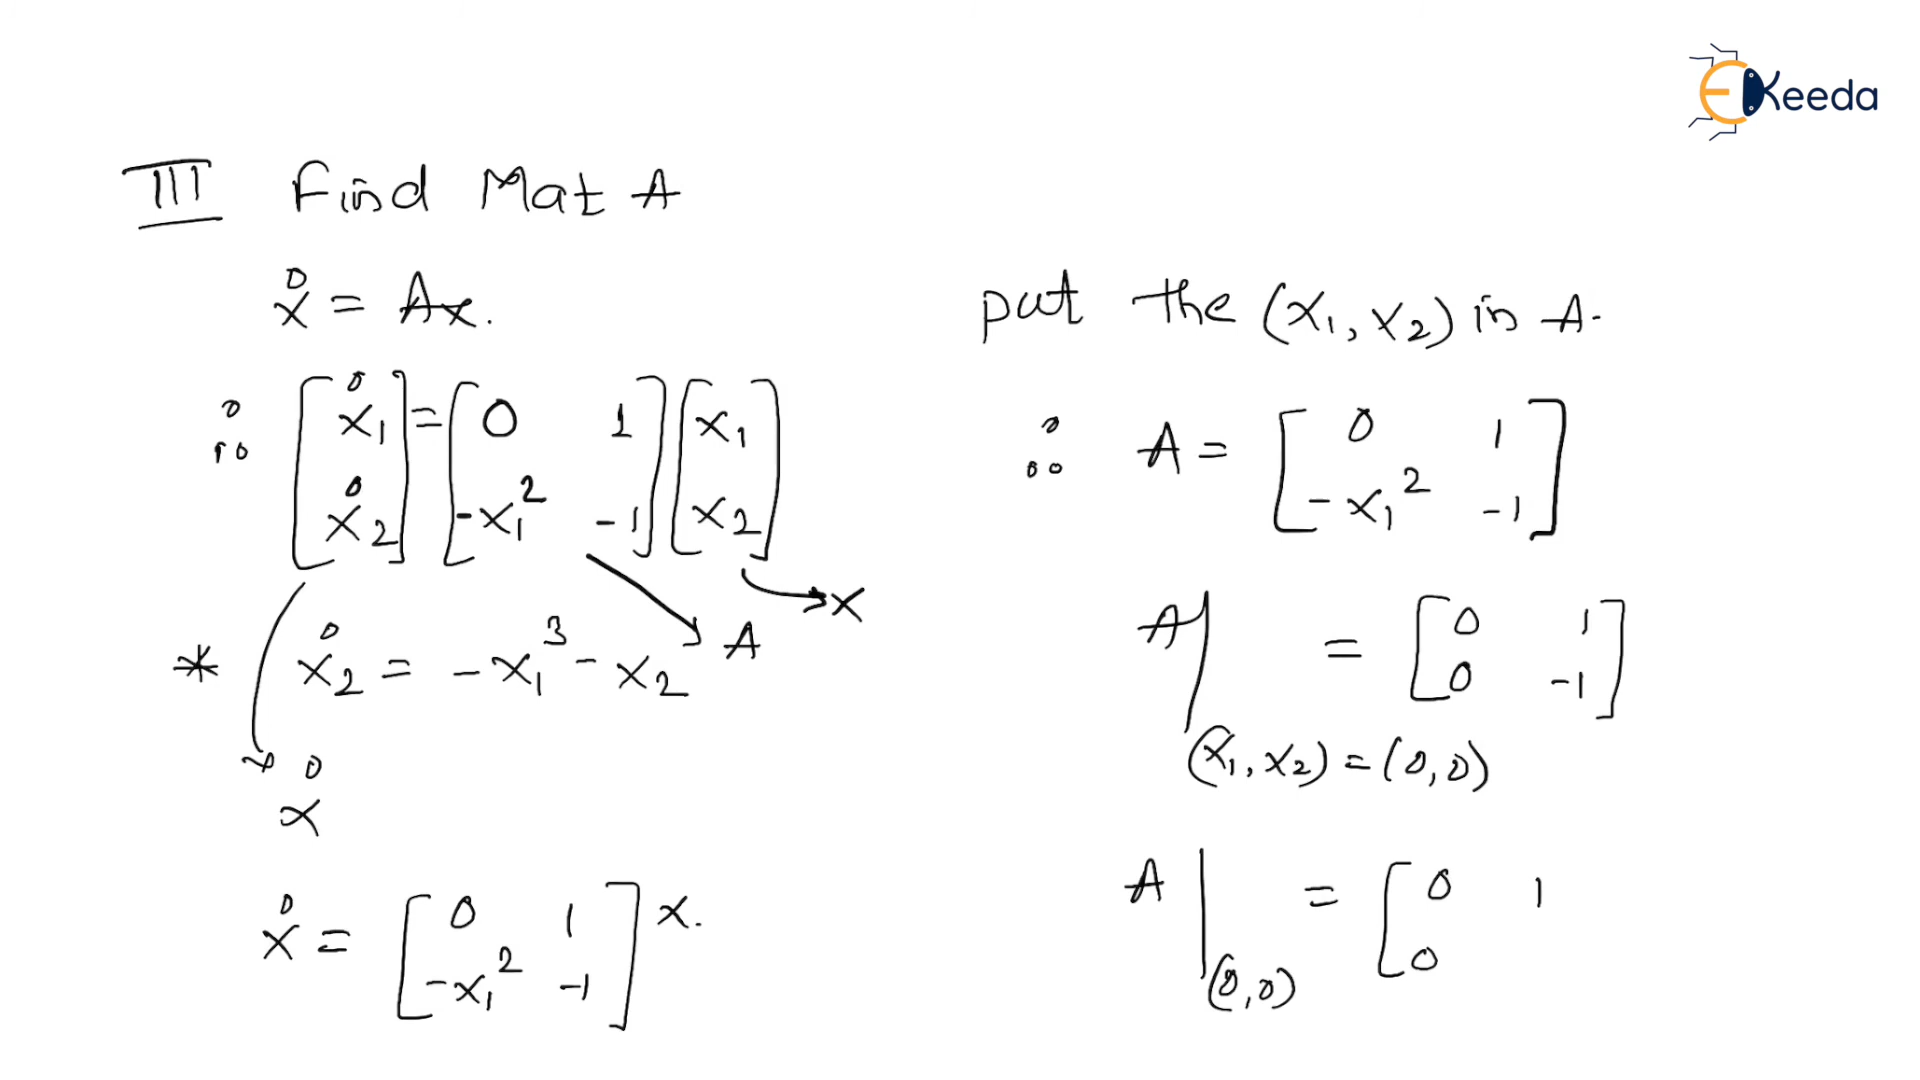 EKeeda
III Find Mat A
ẋ = Ax.
∴ [ẋ₁ ẋ₂] = [0 1 -x₁² -1] [x₁ x₂]
→ x
→ A
* ẋ₂ = -x₁³ - x₂
→ ẋ
ẋ = [0 1 -x₁² -1] x.
put the (x₁, x₂) in A.
∴ A = [0 1 -x₁² -1]
A| = [0 1 0 -1]
(x₁, x₂) = (0,0)
A| = [0 1 0
(0,0)